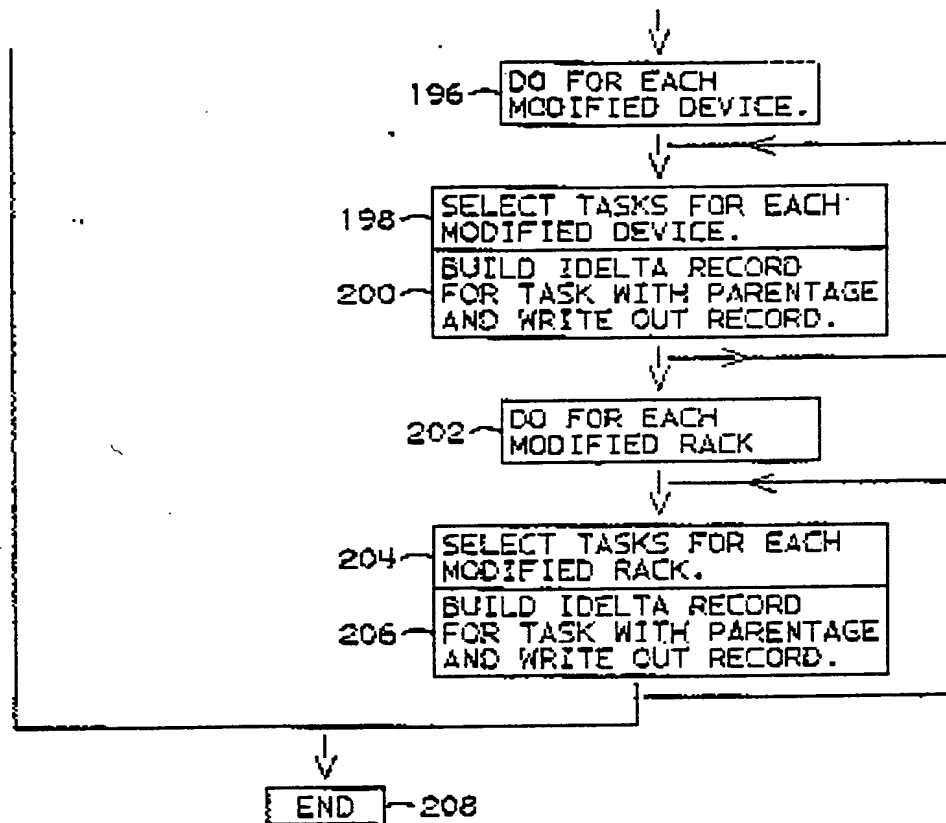 196
DO FOR EACH
MODIFIED DEVICE.
198
SELECT TASKS FOR EACH
MODIFIED DEVICE.
200
BUILD IDELTA RECORD
FOR TASK WITH PARENTAGE
AND WRITE OUT RECORD.
202
DO FOR EACH
MODIFIED RACK
204
SELECT TASKS FOR EACH
MODIFIED RACK.
206
BUILD IDELTA RECORD
FOR TASK WITH PARENTAGE
AND WRITE OUT RECORD.
END
208